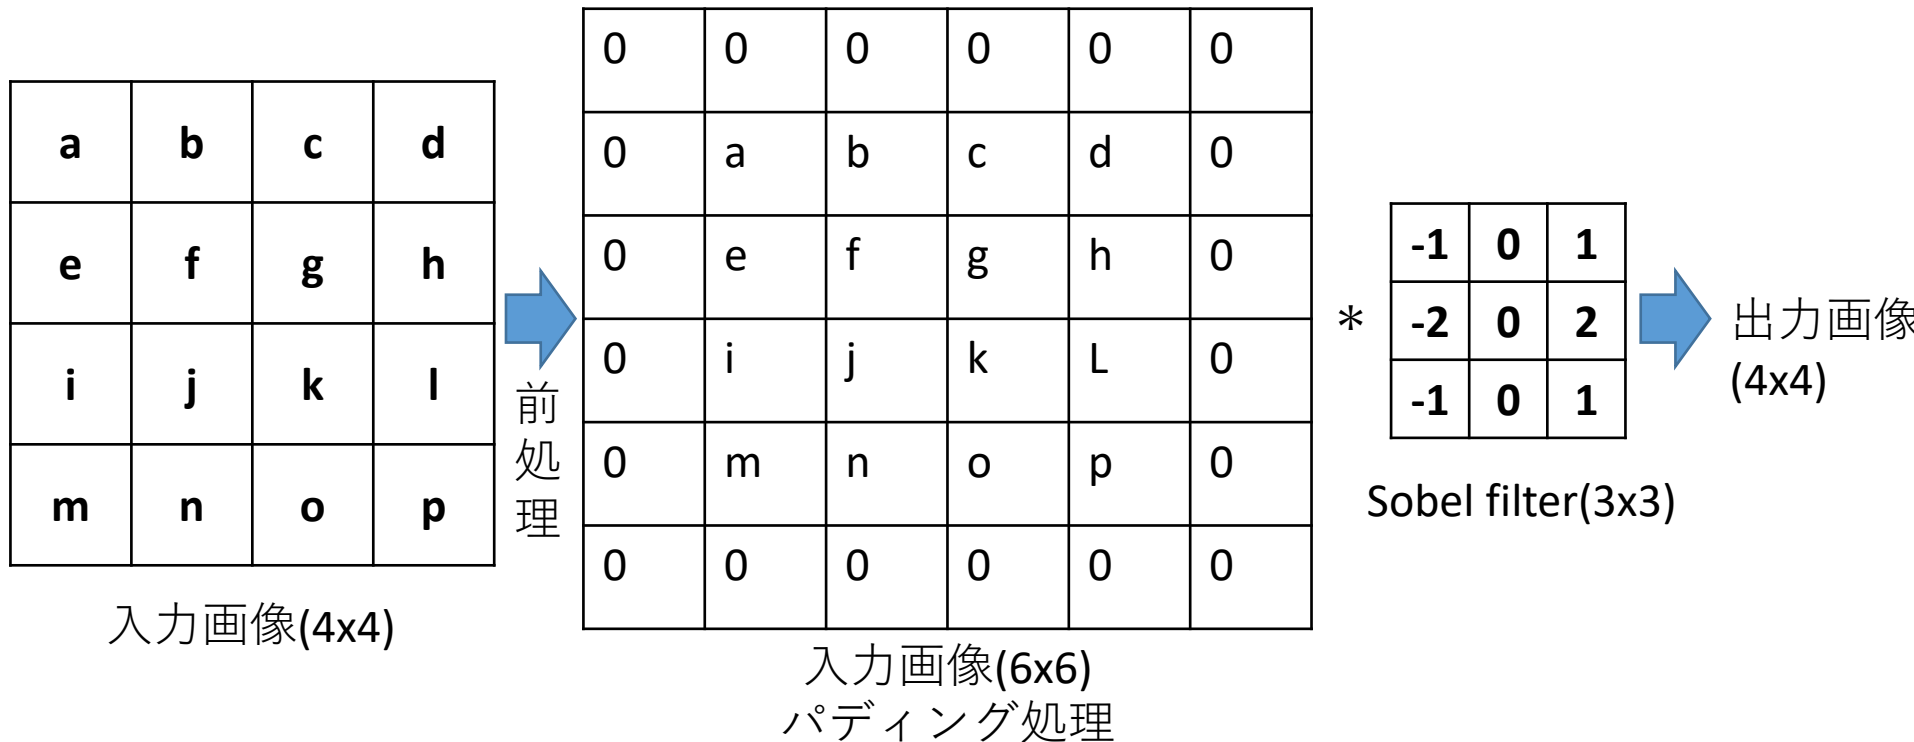 a b c d
e f g h
i j k l
m n o p
入力画像(4x4)
前処理
0 0 0 0 0 0
0 a b c d 0
0 e f g h 0
0 i j k L 0
0 m n o p 0
0 0 0 0 0 0
入力画像(6x6)
パディング処理
*
-1 0 1
-2 0 2
-1 0 1
Sobel filter(3x3)
出力画像
(4x4)